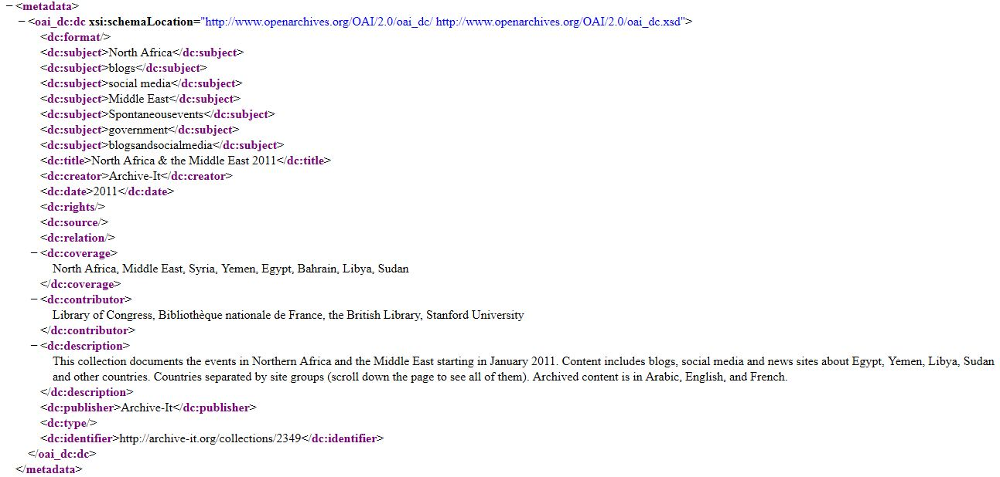 −<metadata>
−<oai_dc:dc xsi:schemaLocation="http://www.openarchives.org/OAI/2.0/oai_dc/ http://www.openarchives.org/OAI/2.0/oai_dc.xsd">
<dc:format/>
<dc:subject>North Africa</dc:subject>
<dc:subject>blogs</dc:subject>
<dc:subject>social media</dc:subject>
<dc:subject>Middle East</dc:subject>
<dc:subject>Spontaneousevents</dc:subject>
<dc:subject>government</dc:subject>
<dc:subject>blogsandsocialmedia</dc:subject>
<dc:title>North Africa & the Middle East 2011</dc:title>
<dc:creator>Archive-It</dc:creator>
<dc:date>2011</dc:date>
<dc:rights/>
<dc:source/>
<dc:relation/>
−<dc:coverage>
North Africa, Middle East, Syria, Yemen, Egypt, Bahrain, Libya, Sudan
</dc:coverage>
−<dc:contributor>
Library of Congress, Bibliothèque nationale de France, the British Library, Stanford University
</dc:contributor>
−<dc:description>
This collection documents the events in Northern Africa and the Middle East starting in January 2011. Content includes blogs, social media and news sites about Egypt, Yemen, Libya, Sudan
and other countries. Countries separated by site groups (scroll down the page to see all of them). Archived content is in Arabic, English, and French.
</dc:description>
<dc:publisher>Archive-It</dc:publisher>
<dc:type/>
<dc:identifier>http://archive-it.org/collections/2349</dc:identifier>
</oai_dc:dc>
</metadata>